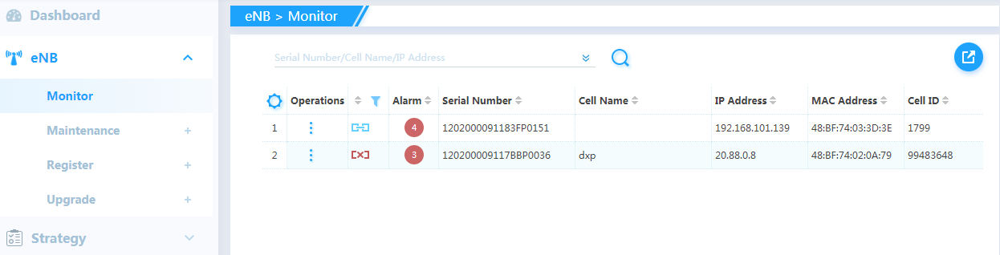 Dashboard
eNB > Monitor
eNB
Serial Number/Cell Name/IP Address
Monitor
Operations Alarm Serial Number Cell Name IP Address MAC Address Cell ID
1 4 1202000091183FP0151 192.168.101.139 48:BF:74:03:3D:3E 1799
Maintenance +
2 3 120200009117BBP0036 dxp 20.88.0.8 48:BF:74:02:0A:79 99483648
Register +
Upgrade +
Strategy